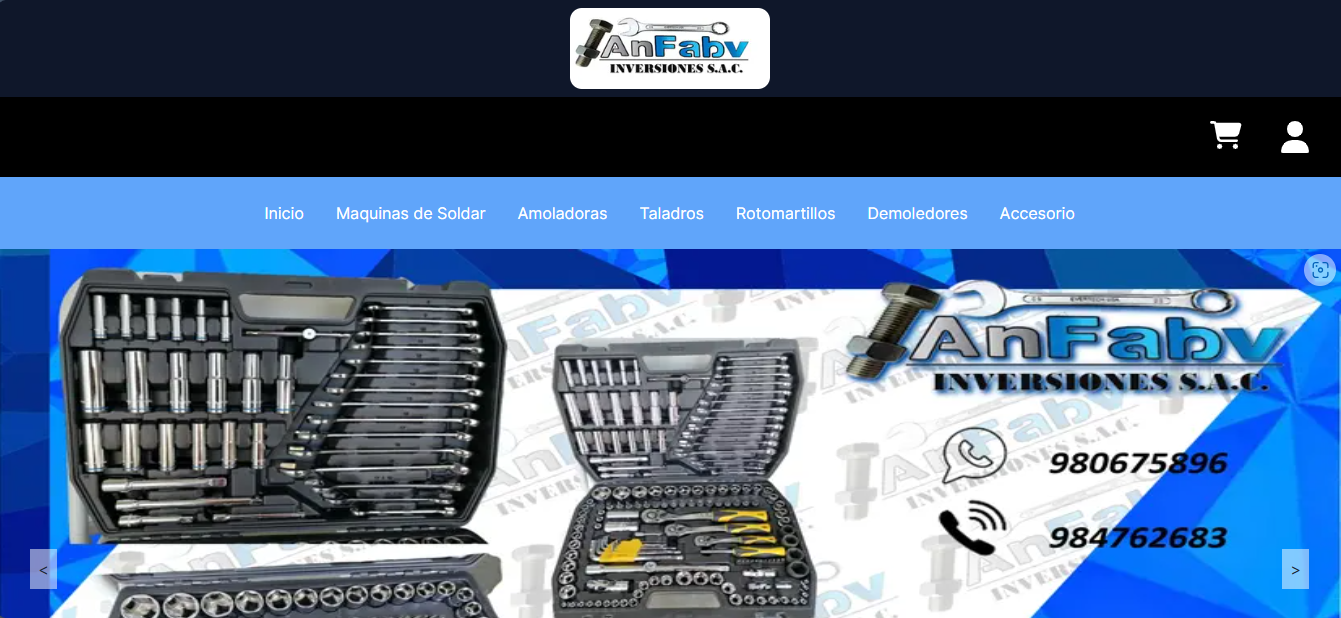 AnFabv
INVERSIONES S.A.C.
Inicio
Maquinas de Soldar
Amoladoras
Taladros
Rotomartillos
Demoledores
Accesorio
AnFabv
INVERSIONES S.A.C.
980675896
984762683
<
>